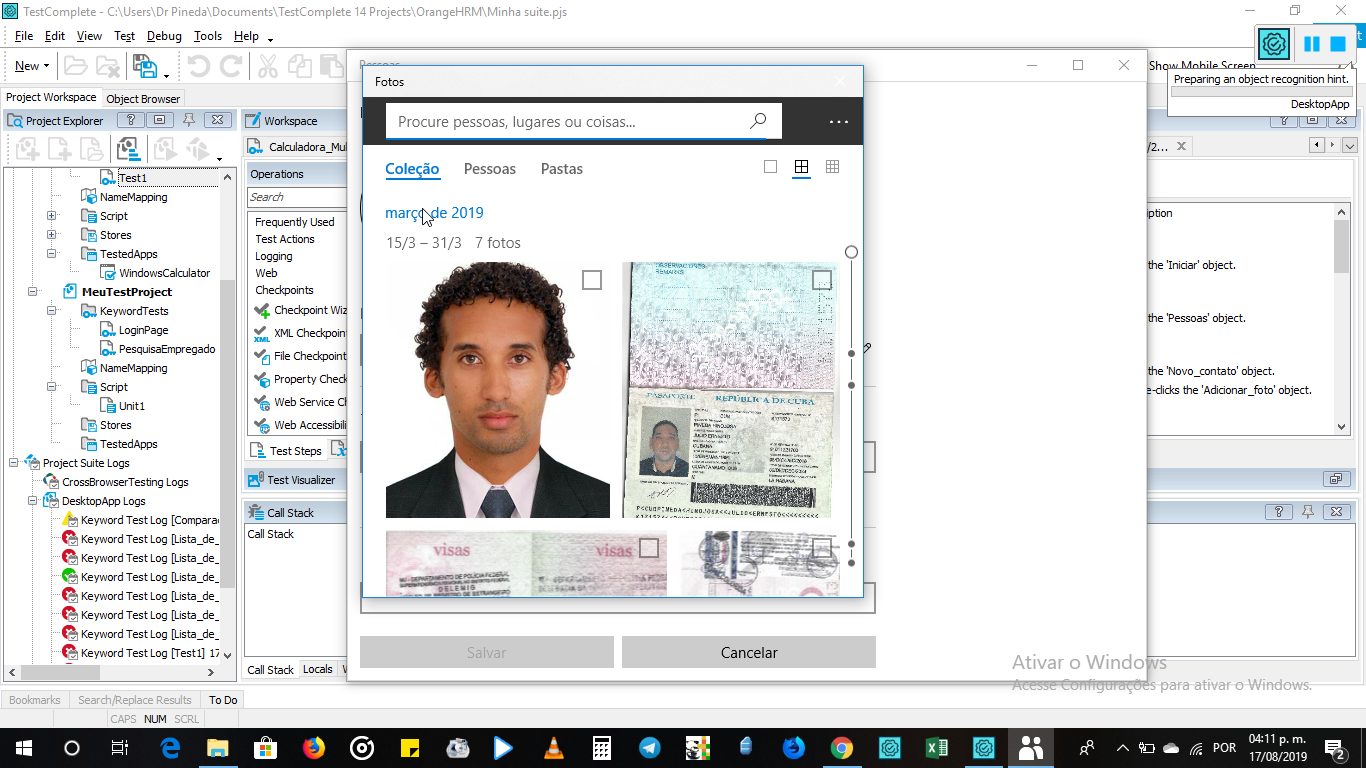 TestComplete - C:\Users\Dr Pineda\Documents\TestComplete 14 Projects\OrangeHRM\Minha suite.pjs
File Edit View Test Debug Tools Help
New
Show Mobile Screen
Preparing an object recognition hint.
DesktopApp
Project Workspace Object Browser
Project Explorer
Test1
NameMapping
Script
Stores
TestedApps
WindowsCalculator
MeuTestProject
KeywordTests
LoginPage
PesquisaEmpregado
NameMapping
Script
Unit1
Stores
TestedApps
Project Suite Logs
CrossBrowserTesting Logs
DesktopApp Logs
Keyword Test Log [Compara
Keyword Test Log [Lista_de_
Keyword Test Log [Lista_de_
Keyword Test Log [Lista_de_
Keyword Test Log [Lista_de_
Keyword Test Log [Lista_de_
Keyword Test Log [Lista_de_
Keyword Test Log [Test1] 17
Workspace
Calculadora_Mul
Operations
Search
Frequently Used
Test Actions
Logging
Web
Checkpoints
Checkpoint Wiz
XML Checkpoin
File Checkpoint
Property Check
Web Service Ch
Web Accessibili
Test Steps
Test Visualizer
Call Stack
Call Stack
Call Stack Locals
Pessoas
Fotos
Procure pessoas, lugares ou coisas...
Coleção Pessoas Pastas
março de 2019
15/3 – 31/3 7 fotos
REMARKS
PASAPORTE REPÚBLICA DE CUBA
visas visas
Salvar
Cancelar
/2...
iption
the 'Iniciar' object.
the 'Pessoas' object.
the 'Novo_contato' object.
e-clicks the 'Adicionar_foto' object.
Ativar o Windows
Acesse Configurações para ativar o Windows.
Bookmarks Search/Replace Results To Do
CAPS NUM SCRL
POR
04:11 p. m.
17/08/2019
2